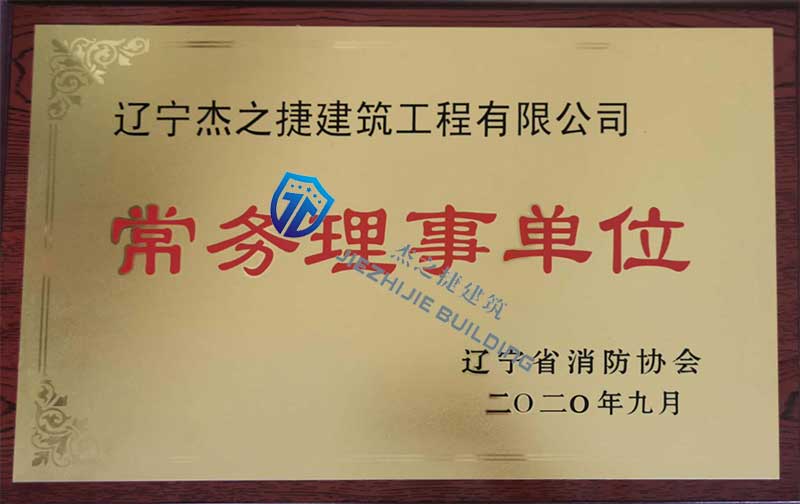 辽宁杰之捷建筑工程有限公司
常务理事单位
杰之捷建筑
JIEZHIJIE BUILDING
辽宁省消防协会
二〇二〇年九月